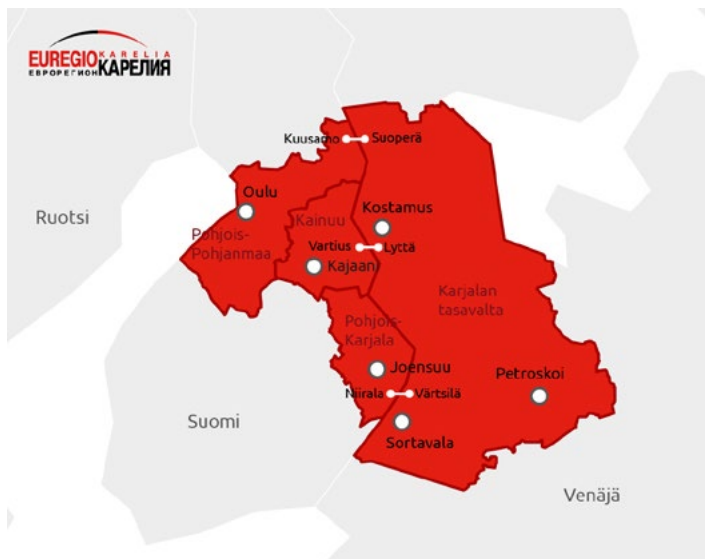 EUREGIO KARELIA
ЕВРОРЕГИОН КАРЕЛИЯ
Kuusamo
Suoperä
Oulu
Ruotsi
Kainuu
Kostamus
Pohjois-
Pohjanmaa
Vartius
Lyttä
Kajaani
Karjalan
tasavalta
Pohjois-
Karjala
Joensuu
Petroskoi
Niirala
Värtsilä
Suomi
Sortavala
Venäjä